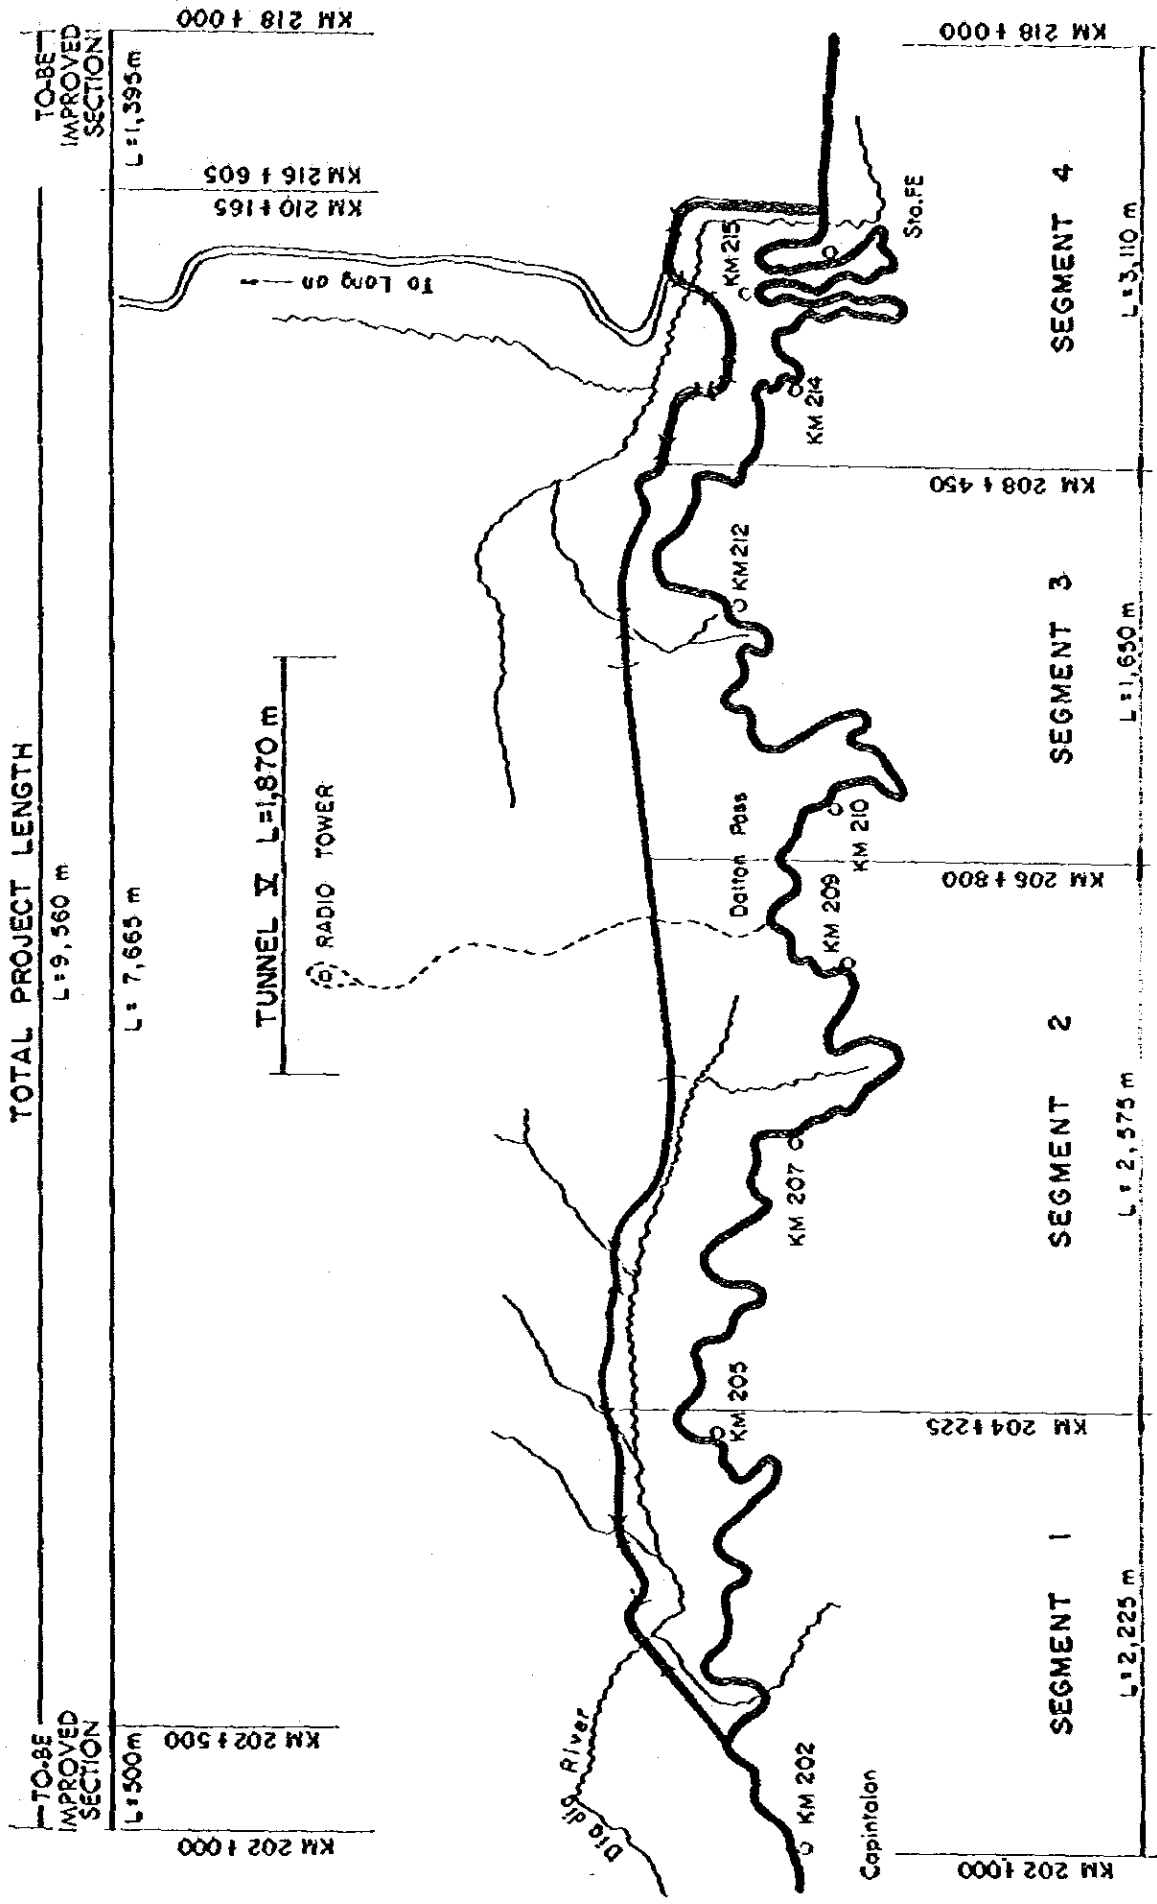 TOTAL PROJECT LENGTH
L=9,560 m
TO-BE
IMPROVED
SECTION
L=500m
L=7,665 m
TO-BE
IMPROVED
SECTION
L=1,395m
KM 202+000
KM 202+500
KM 210+165
KM 216+605
KM 218+000
TUNNEL V L=1,870 m
RADIO TOWER
To Long an
Digdig River
Dalton Pass
KM 202
Capintalan
KM 205
KM 207
KM 209
KM 210
KM 212
KM 214
KM 215
Sta. FE
KM 202+000
KM 204+225
KM 206+800
KM 208+450
KM 218+000
SEGMENT 1
L=2,225 m
SEGMENT 2
L=2,575 m
SEGMENT 3
L=1,650 m
SEGMENT 4
L=3,110 m